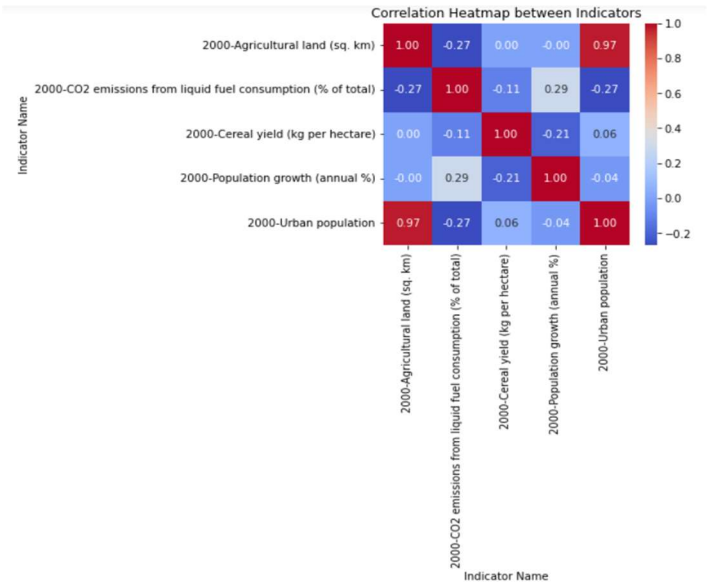 Correlation Heatmap between Indicators
Indicator Name
2000-Agricultural land (sq. km)
1.00 -0.27 0.00 -0.00 0.97
2000-CO2 emissions from liquid fuel consumption (% of total)
-0.27 1.00 -0.11 0.29 -0.27
2000-Cereal yield (kg per hectare)
0.00 -0.11 1.00 -0.21 0.06
2000-Population growth (annual %)
-0.00 0.29 -0.21 1.00 -0.04
2000-Urban population
0.97 -0.27 0.06 -0.04 1.00
1.0
0.8
0.6
0.4
0.2
0.0
−0.2
2000-Agricultural land (sq. km)
2000-CO2 emissions from liquid fuel consumption (% of total)
2000-Cereal yield (kg per hectare)
2000-Population growth (annual %)
2000-Urban population
Indicator Name